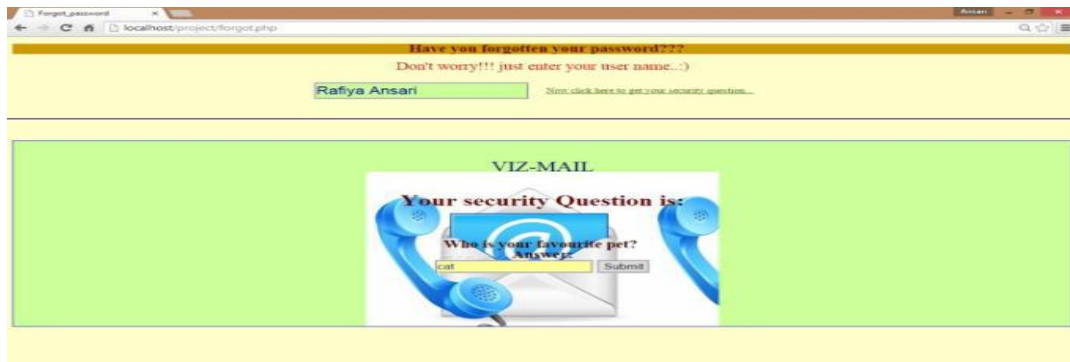 Forgot_password
Ansari
localhost/project/forgot.php
Have you forgotten your password???
Don't worry!!! just enter your user name..:)
Rafiya Ansari Now click here to get your security question...
VIZ-MAIL
Your security Question is:
Who is your favourite pet?
Answer:
cat Submit